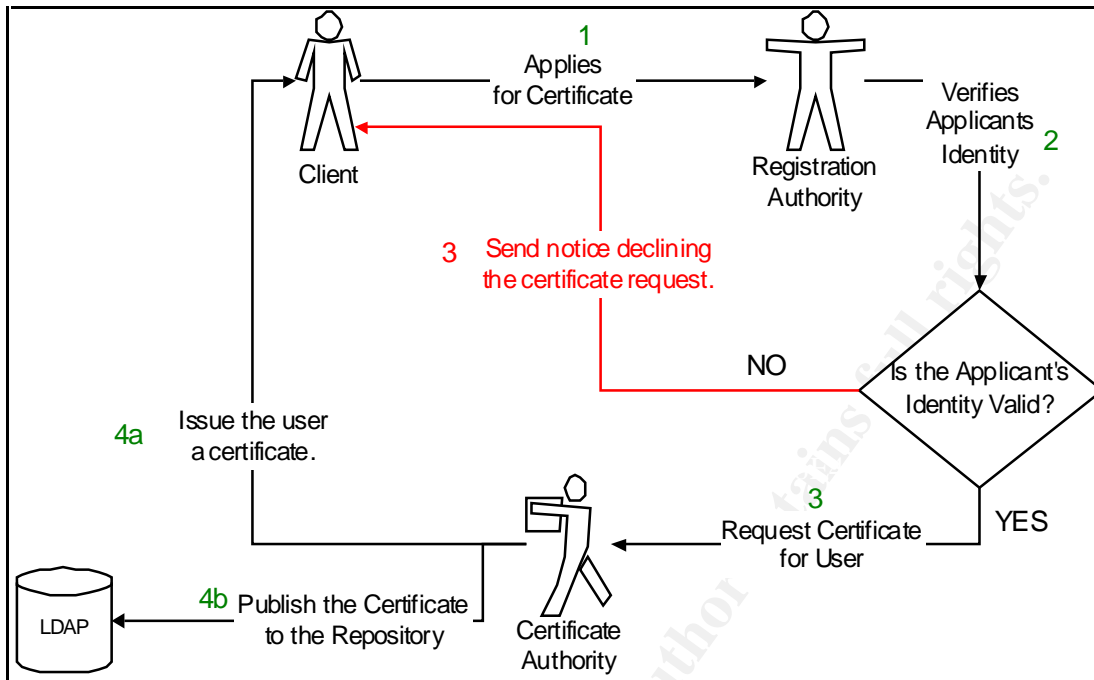 1
Applies
for Certificate
Client
Registration
Authority
Verifies
Applicants
Identity
2
3
Send notice declining
the certificate request.
NO
Is the Applicant's
Identity Valid?
YES
3
Request Certificate
for User
4a
Issue the user
a certificate.
Certificate
Authority
4b
Publish the Certificate
to the Repository
LDAP
rights.